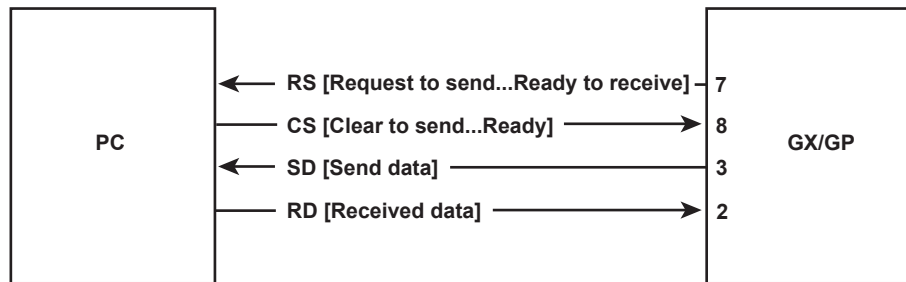 RS [Request to send...Ready to receive] 7
CS [Clear to send...Ready] 8
PC
GX/GP
SD [Send data] 3
RD [Received data] 2